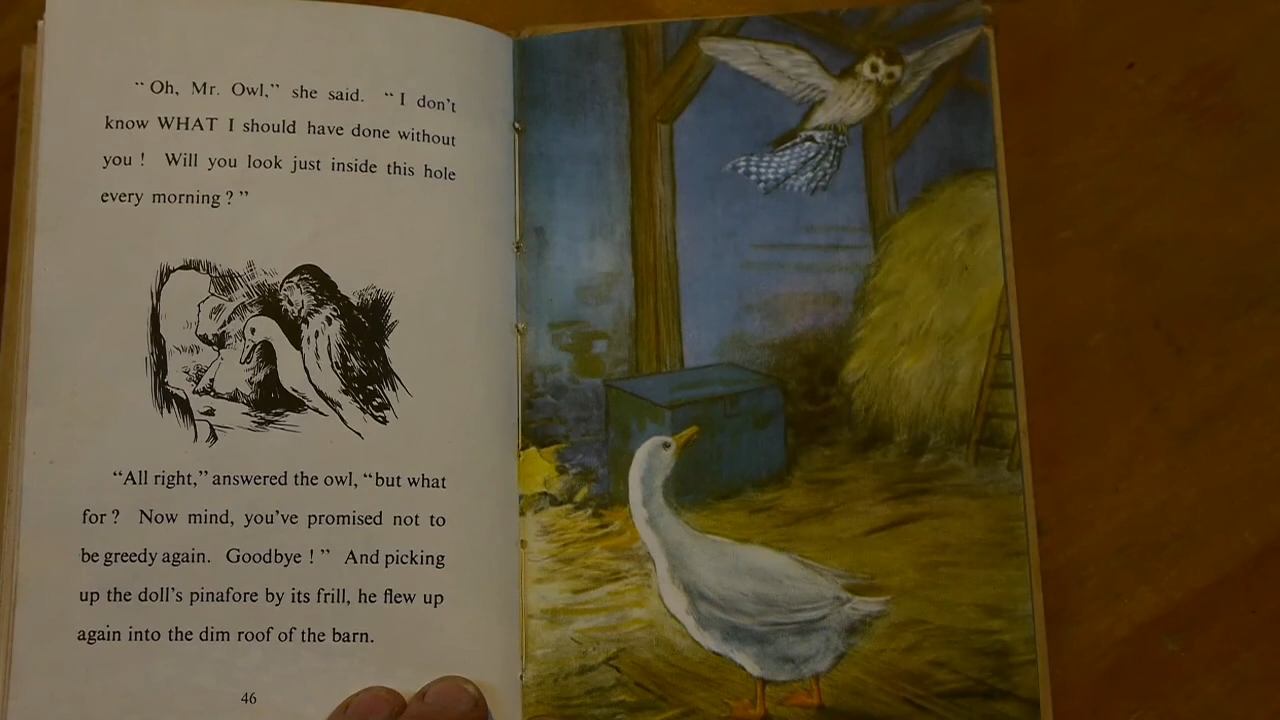 “Oh, Mr. Owl,” she said. “I don't
know WHAT I should have done without
you ! Will you look just inside this hole
every morning ? ”
“All right,” answered the owl, “but what
for ? Now mind, you've promised not to
be greedy again. Goodbye ! ” And picking
up the doll's pinafore by its frill, he flew up
again into the dim roof of the barn.
46